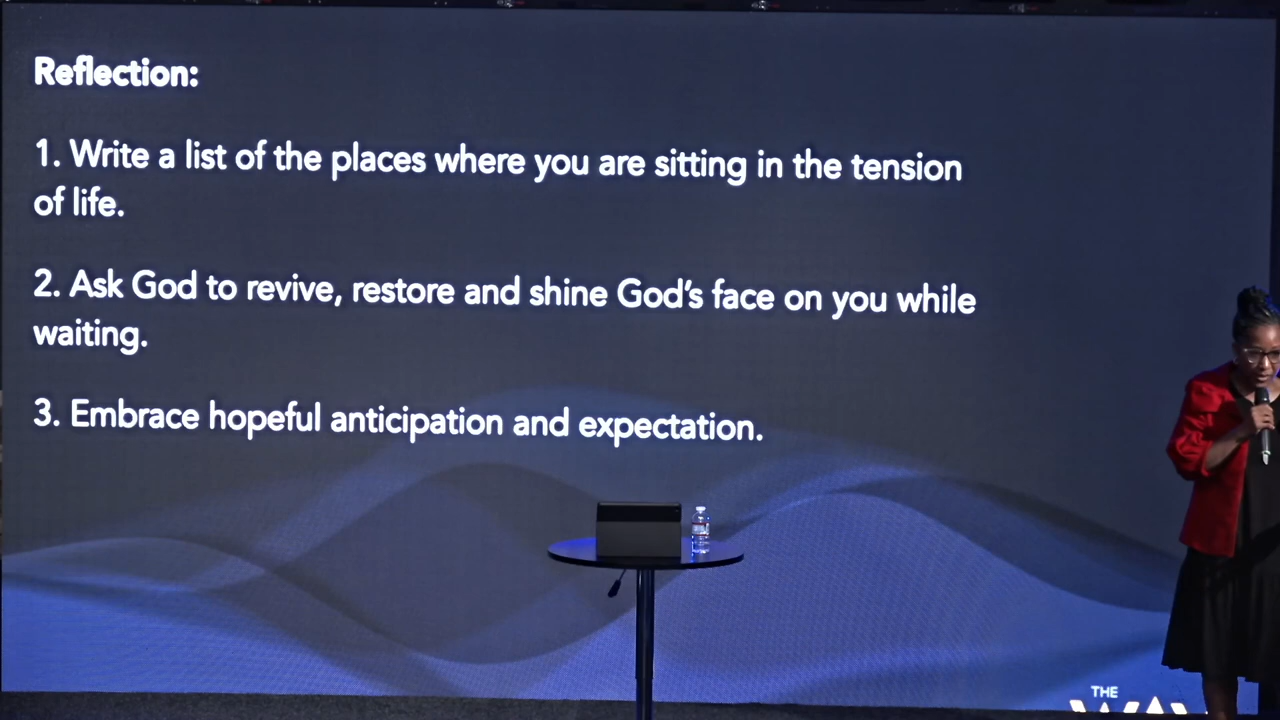 Reflection:
1. Write a list of the places where you are sitting in the tension
of life.
2. Ask God to revive, restore and shine God's face on you while
waiting.
3. Embrace hopeful anticipation and expectation.
THE